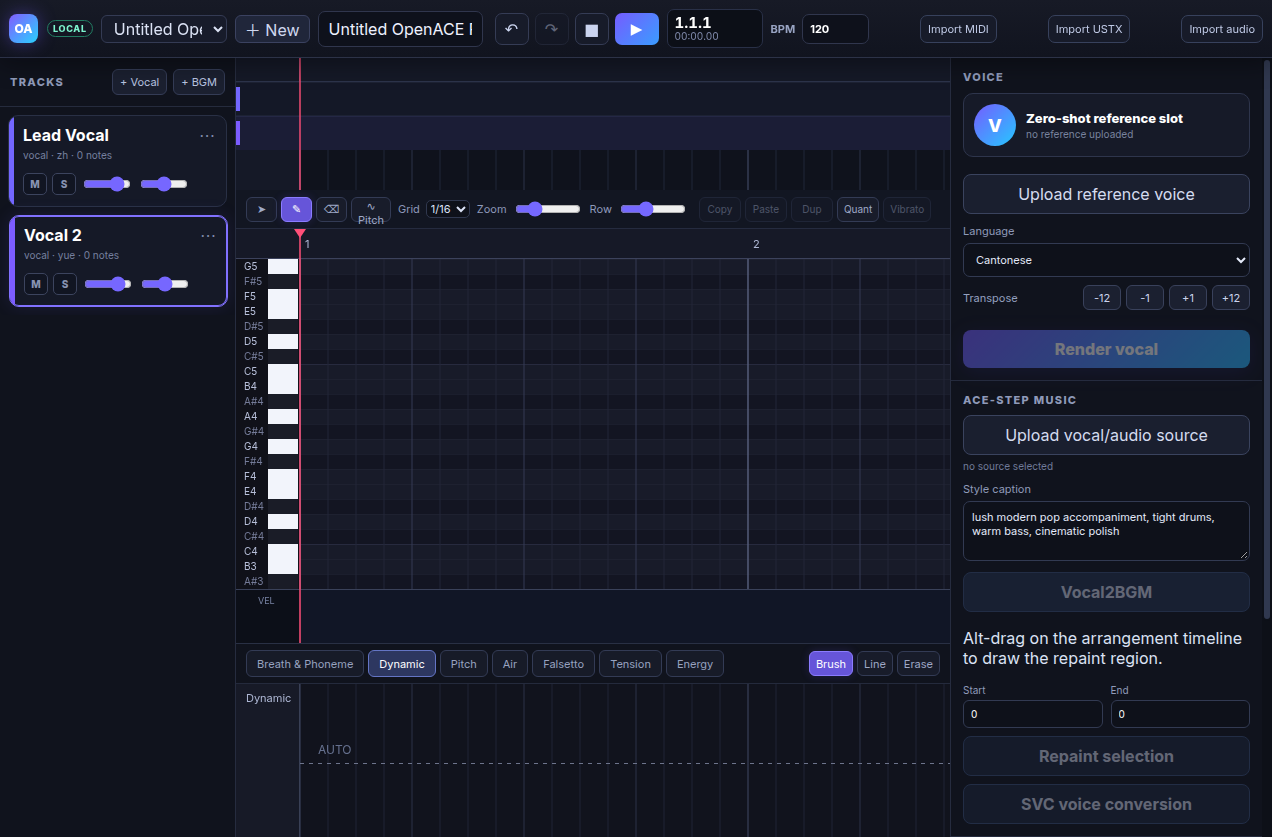 OA
LOCAL
Untitled Ope
+ New
Untitled OpenACE P
1.1.1
00:00.00
BPM
120
Import MIDI
Import USTX
Import audio
TRACKS
+ Vocal
+ BGM
Lead Vocal
vocal · zh · 0 notes
M
S
Vocal 2
vocal · yue · 0 notes
M
S
Pitch
Grid
1/16
Zoom
Row
Copy
Paste
Dup
Quant
Vibrato
1
2
G5
F#5
F5
E5
D#5
D5
C#5
C5
B4
A#4
A4
G#4
G4
F#4
F4
E4
D#4
D4
C#4
C4
B3
A#3
VEL
Breath & Phoneme
Dynamic
Pitch
Air
Falsetto
Tension
Energy
Brush
Line
Erase
Dynamic
AUTO
VOICE
V
Zero-shot reference slot
no reference uploaded
Upload reference voice
Language
Cantonese
Transpose
-12
-1
+1
+12
Render vocal
ACE-STEP MUSIC
Upload vocal/audio source
no source selected
Style caption
lush modern pop accompaniment, tight drums,
warm bass, cinematic polish
Vocal2BGM
Alt-drag on the arrangement timeline
to draw the repaint region.
Start
End
0
0
Repaint selection
SVC voice conversion